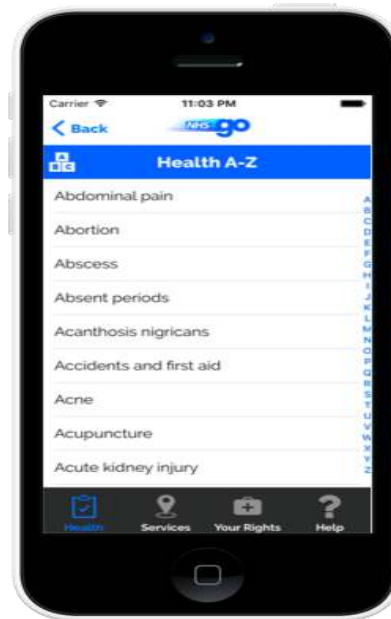 Carrier 11:03 PM
Back NHS go
Health A-Z
Abdominal pain
Abortion
Abscess
Absent periods
Acanthosis nigricans
Accidents and first aid
Acne
Acupuncture
Acute kidney injury
A
B
C
D
E
F
G
H
I
J
K
L
M
N
O
P
Q
R
S
T
U
V
W
X
Y
Z
Health Services Your Rights Help